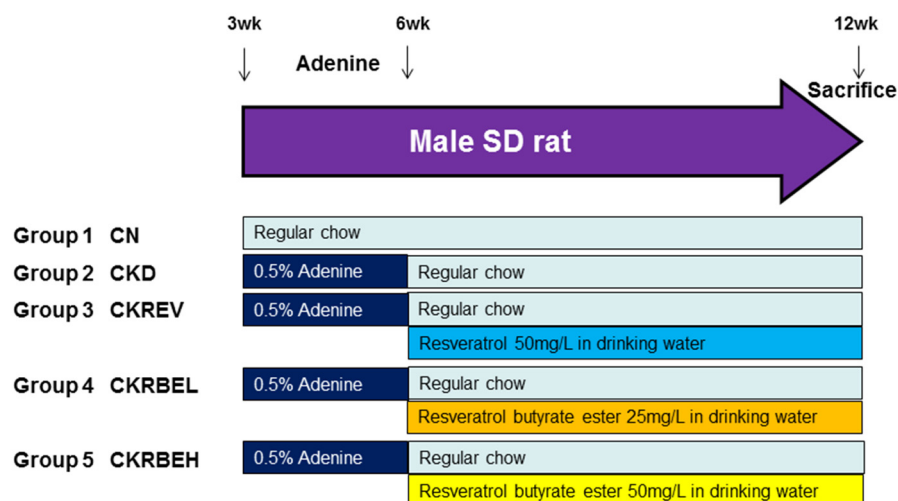 3wk 6wk 12wk
Adenine
Sacrifice
Male SD rat
Group 1 CN Regular chow
Group 2 CKD 0.5% Adenine Regular chow
Group 3 CKREV 0.5% Adenine Regular chow
Resveratrol 50mg/L in drinking water
Group 4 CKRBEL 0.5% Adenine Regular chow
Resveratrol butyrate ester 25mg/L in drinking water
Group 5 CKRBEH 0.5% Adenine Regular chow
Resveratrol butyrate ester 50mg/L in drinking water